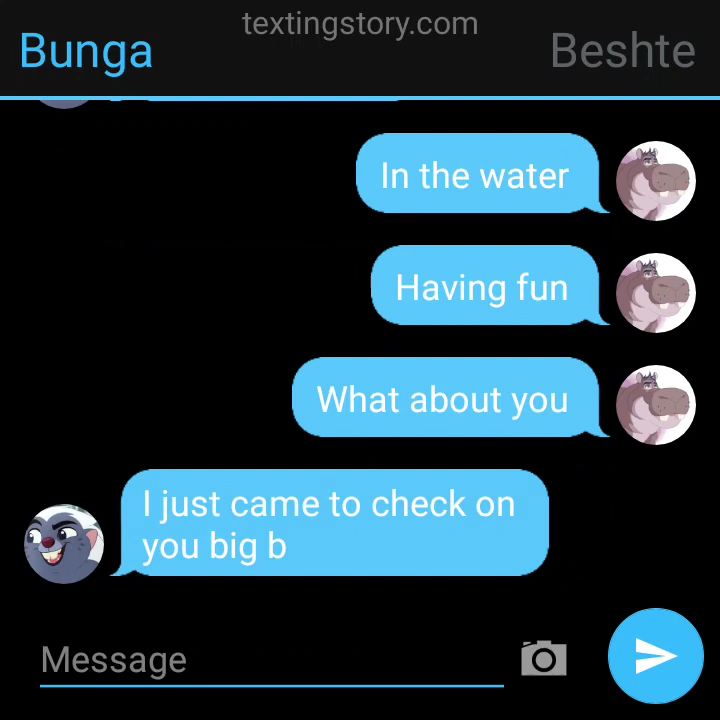 textingstory.com
Bunga
Beshte
In the water
Having fun
What about you
I just came to check on
you big b
Message